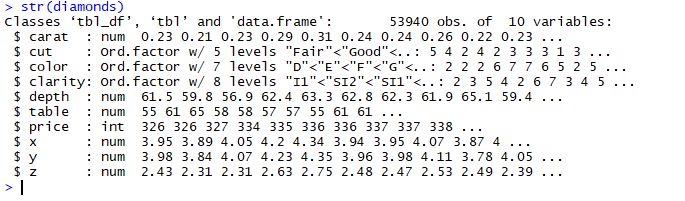 > str(diamonds)
Classes ‘tbl_df’, ‘tbl’ and 'data.frame':	53940 obs. of  10 variables:
 $ carat  : num  0.23 0.21 0.23 0.29 0.31 0.24 0.24 0.26 0.22 0.23 ...
 $ cut    : Ord.factor w/ 5 levels "Fair"<"Good"<..: 5 4 2 4 2 3 3 3 1 3 ...
 $ color  : Ord.factor w/ 7 levels "D"<"E"<"F"<"G"<..: 2 2 2 6 7 7 6 5 2 5 ...
 $ clarity: Ord.factor w/ 8 levels "I1"<"SI2"<"SI1"<..: 2 3 5 4 2 6 7 3 4 5 ...
 $ depth  : num  61.5 59.8 56.9 62.4 63.3 62.8 62.3 61.9 65.1 59.4 ...
 $ table  : num  55 61 65 58 58 57 57 55 61 61 ...
 $ price  : int  326 326 327 334 335 336 336 337 337 338 ...
 $ x      : num  3.95 3.89 4.05 4.2 4.34 3.94 3.95 4.07 3.87 4 ...
 $ y      : num  3.98 3.84 4.07 4.23 4.35 3.96 3.98 4.11 3.78 4.05 ...
 $ z      : num  2.43 2.31 2.31 2.63 2.75 2.48 2.47 2.53 2.49 2.39 ...
>